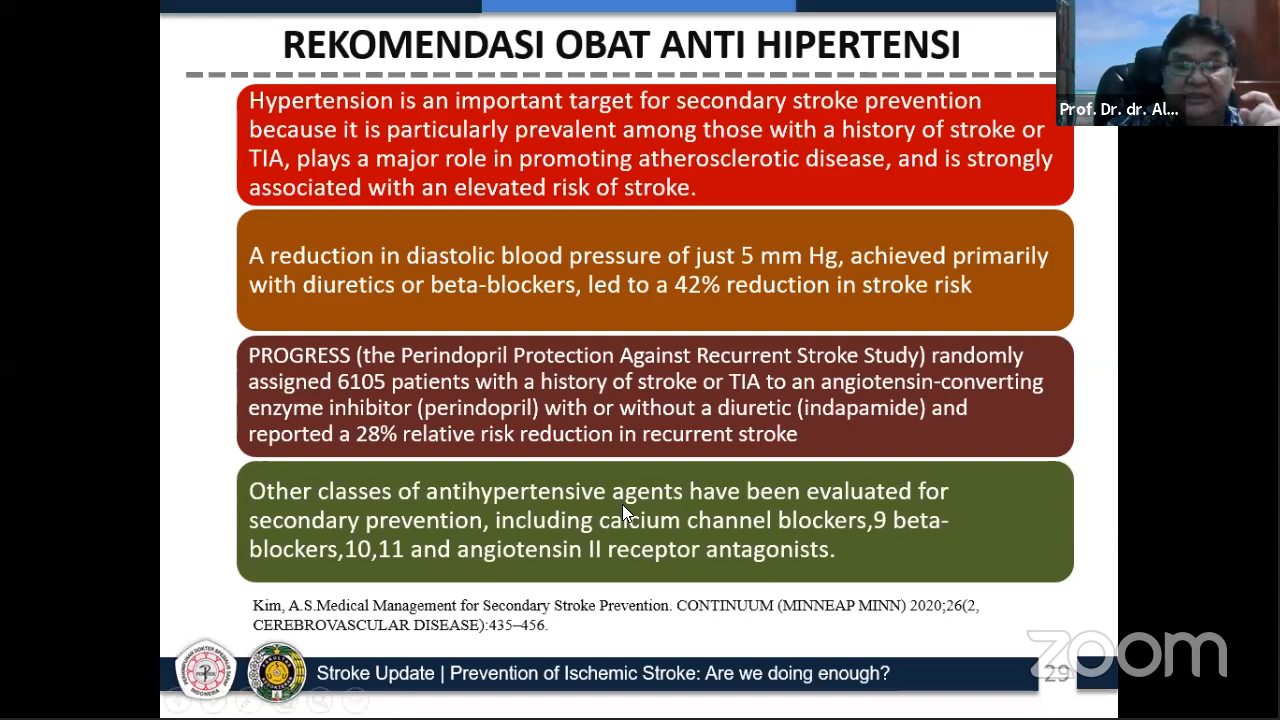 REKOMENDASI OBAT ANTI HIPERTENSI
Prof. Dr. dr. Al...
Hypertension is an important target for secondary stroke prevention
because it is particularly prevalent among those with a history of stroke or
TIA, plays a major role in promoting atherosclerotic disease, and is strongly
associated with an elevated risk of stroke.
A reduction in diastolic blood pressure of just 5 mm Hg, achieved primarily
with diuretics or beta-blockers, led to a 42% reduction in stroke risk
PROGRESS (the Perindopril Protection Against Recurrent Stroke Study) randomly
assigned 6105 patients with a history of stroke or TIA to an angiotensin-converting
enzyme inhibitor (perindopril) with or without a diuretic (indapamide) and
reported a 28% relative risk reduction in recurrent stroke
Other classes of antihypertensive agents have been evaluated for
secondary prevention, including calcium channel blockers,9 beta-
blockers,10,11 and angiotensin II receptor antagonists.
Kim, A.S.Medical Management for Secondary Stroke Prevention. CONTINUUM (MINNEAP MINN) 2020;26(2,
CEREBROVASCULAR DISEASE):435–456.
Stroke Update | Prevention of Ischemic Stroke: Are we doing enough?
29
zoom